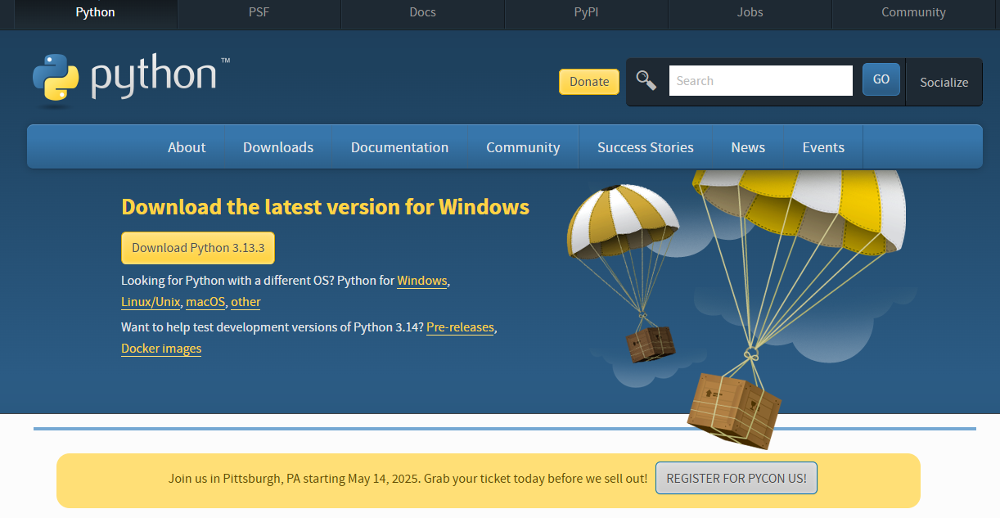 Python PSF Docs PyPI Jobs Community
python™
Donate Search GO Socialize
About Downloads Documentation Community Success Stories News Events
Download the latest version for Windows
Download Python 3.13.3
Looking for Python with a different OS? Python for Windows,
Linux/Unix, macOS, other
Want to help test development versions of Python 3.14? Pre-releases,
Docker images
Join us in Pittsburgh, PA starting May 14, 2025. Grab your ticket today before we sell out! REGISTER FOR PYCON US!